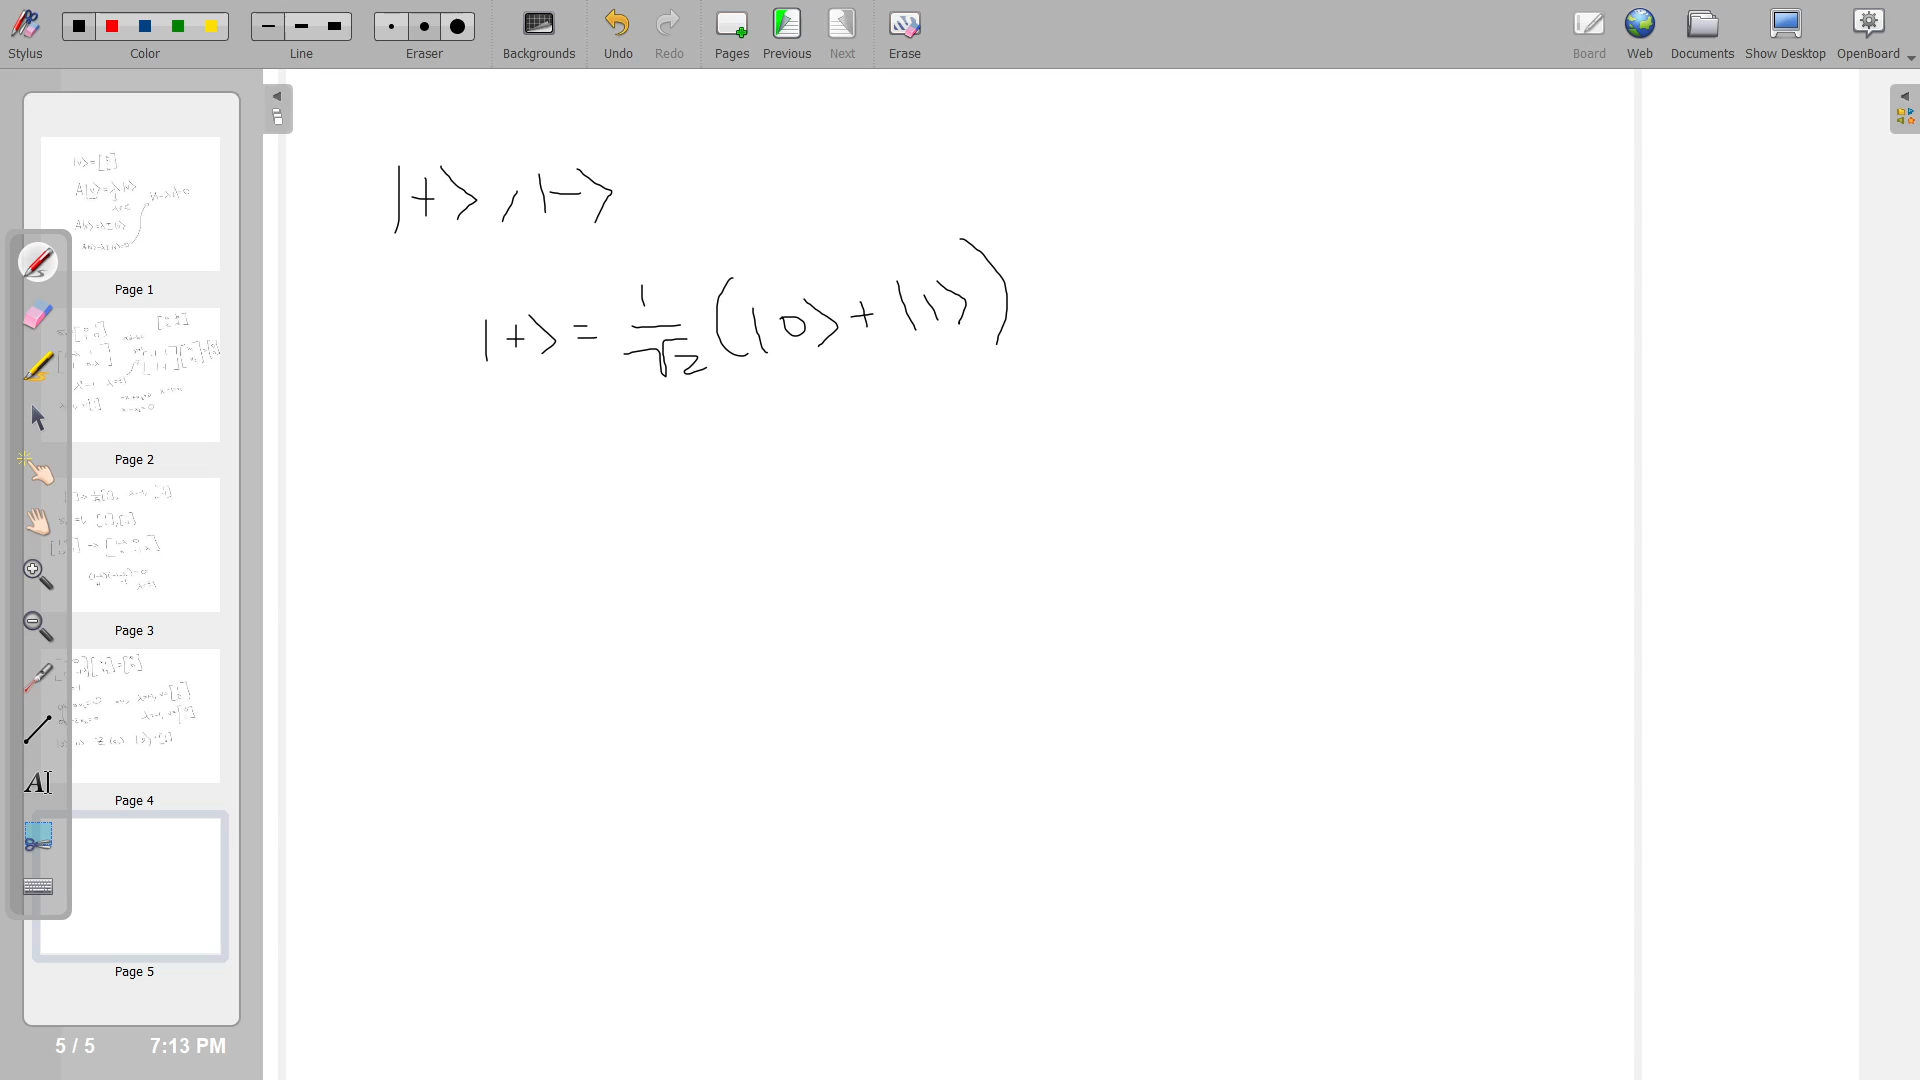 Stylus Color Line Eraser Backgrounds Undo Redo Pages Previous Next Erase Board Web Documents Show Desktop OpenBoard
|+⟩ , |−⟩
|+⟩ = 1/√2 (|0⟩ + |1⟩)
Page 1
Page 2
Page 3
Page 4
Page 5
5 / 5 7:13 PM